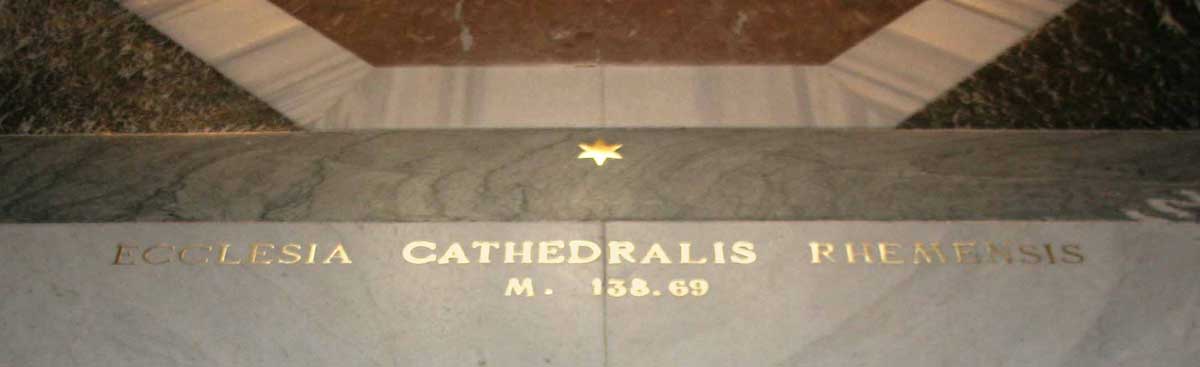 ECCLESIA CATHEDRALIS RHEMENSIS
M. 138.69